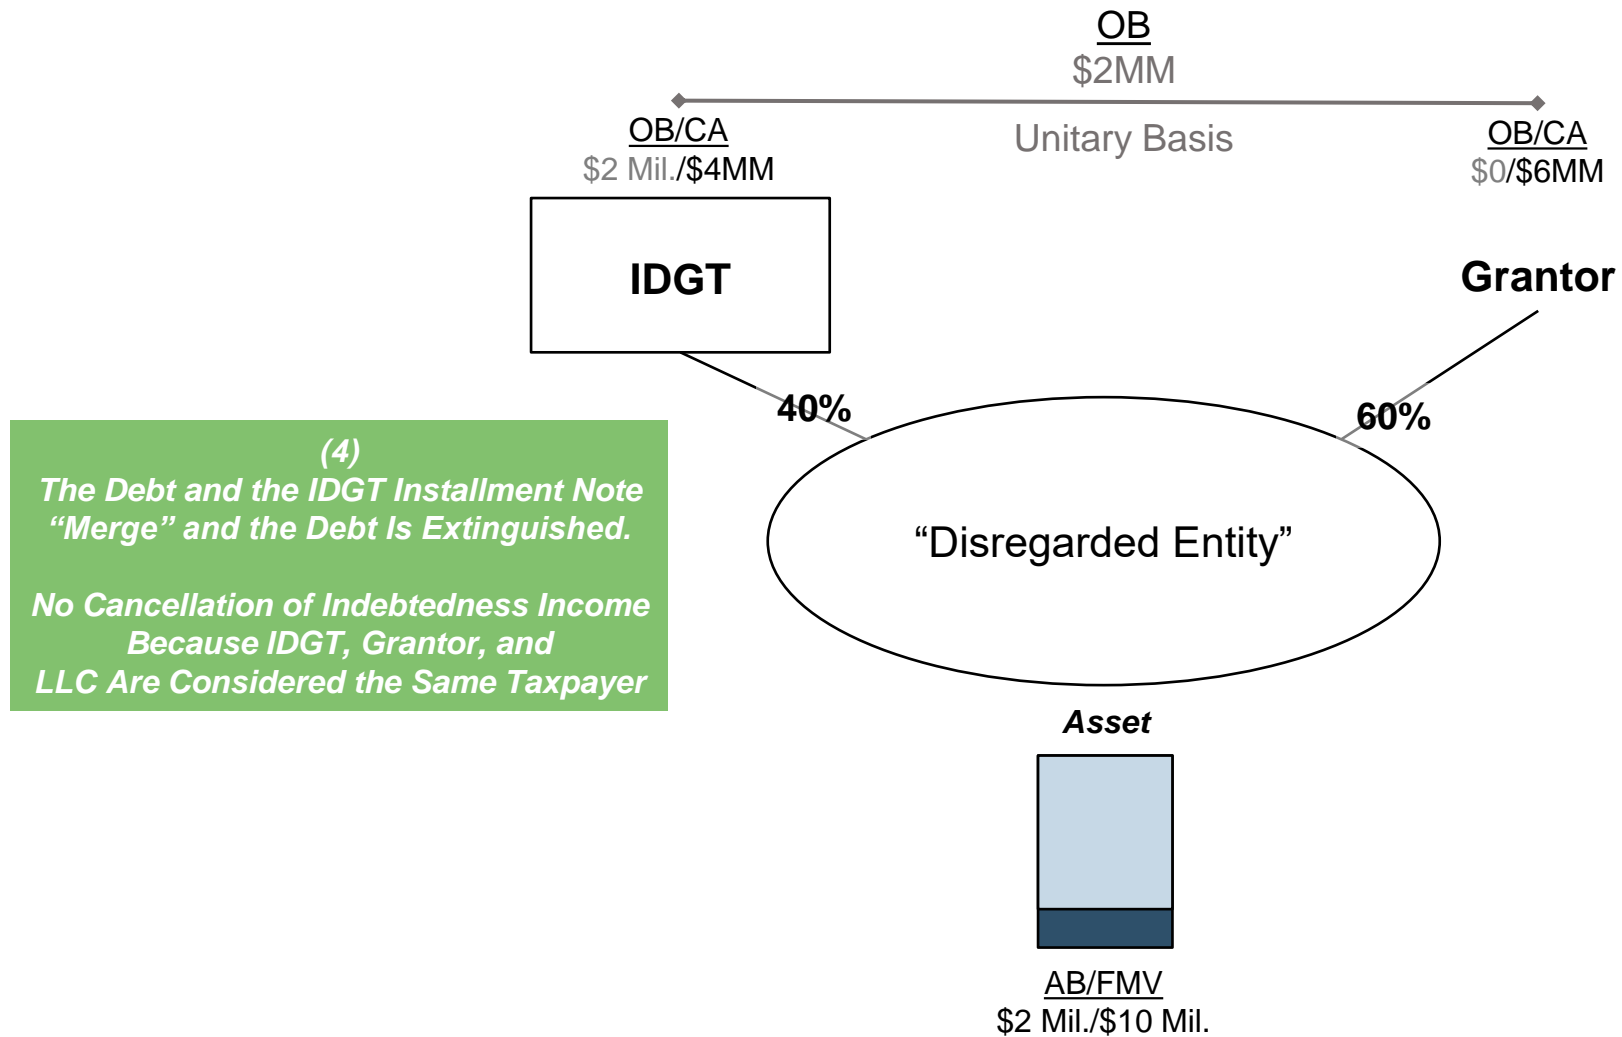 OB
$2MM
Unitary Basis
OB/CA
$2 Mil./$4MM
OB/CA
$0/$6MM
IDGT
Grantor
40%
60%
(4)
The Debt and the IDGT Installment Note
“Merge” and the Debt Is Extinguished.
No Cancellation of Indebtedness Income
Because IDGT, Grantor, and
LLC Are Considered the Same Taxpayer
“Disregarded Entity”
Asset
AB/FMV
$2 Mil./$10 Mil.